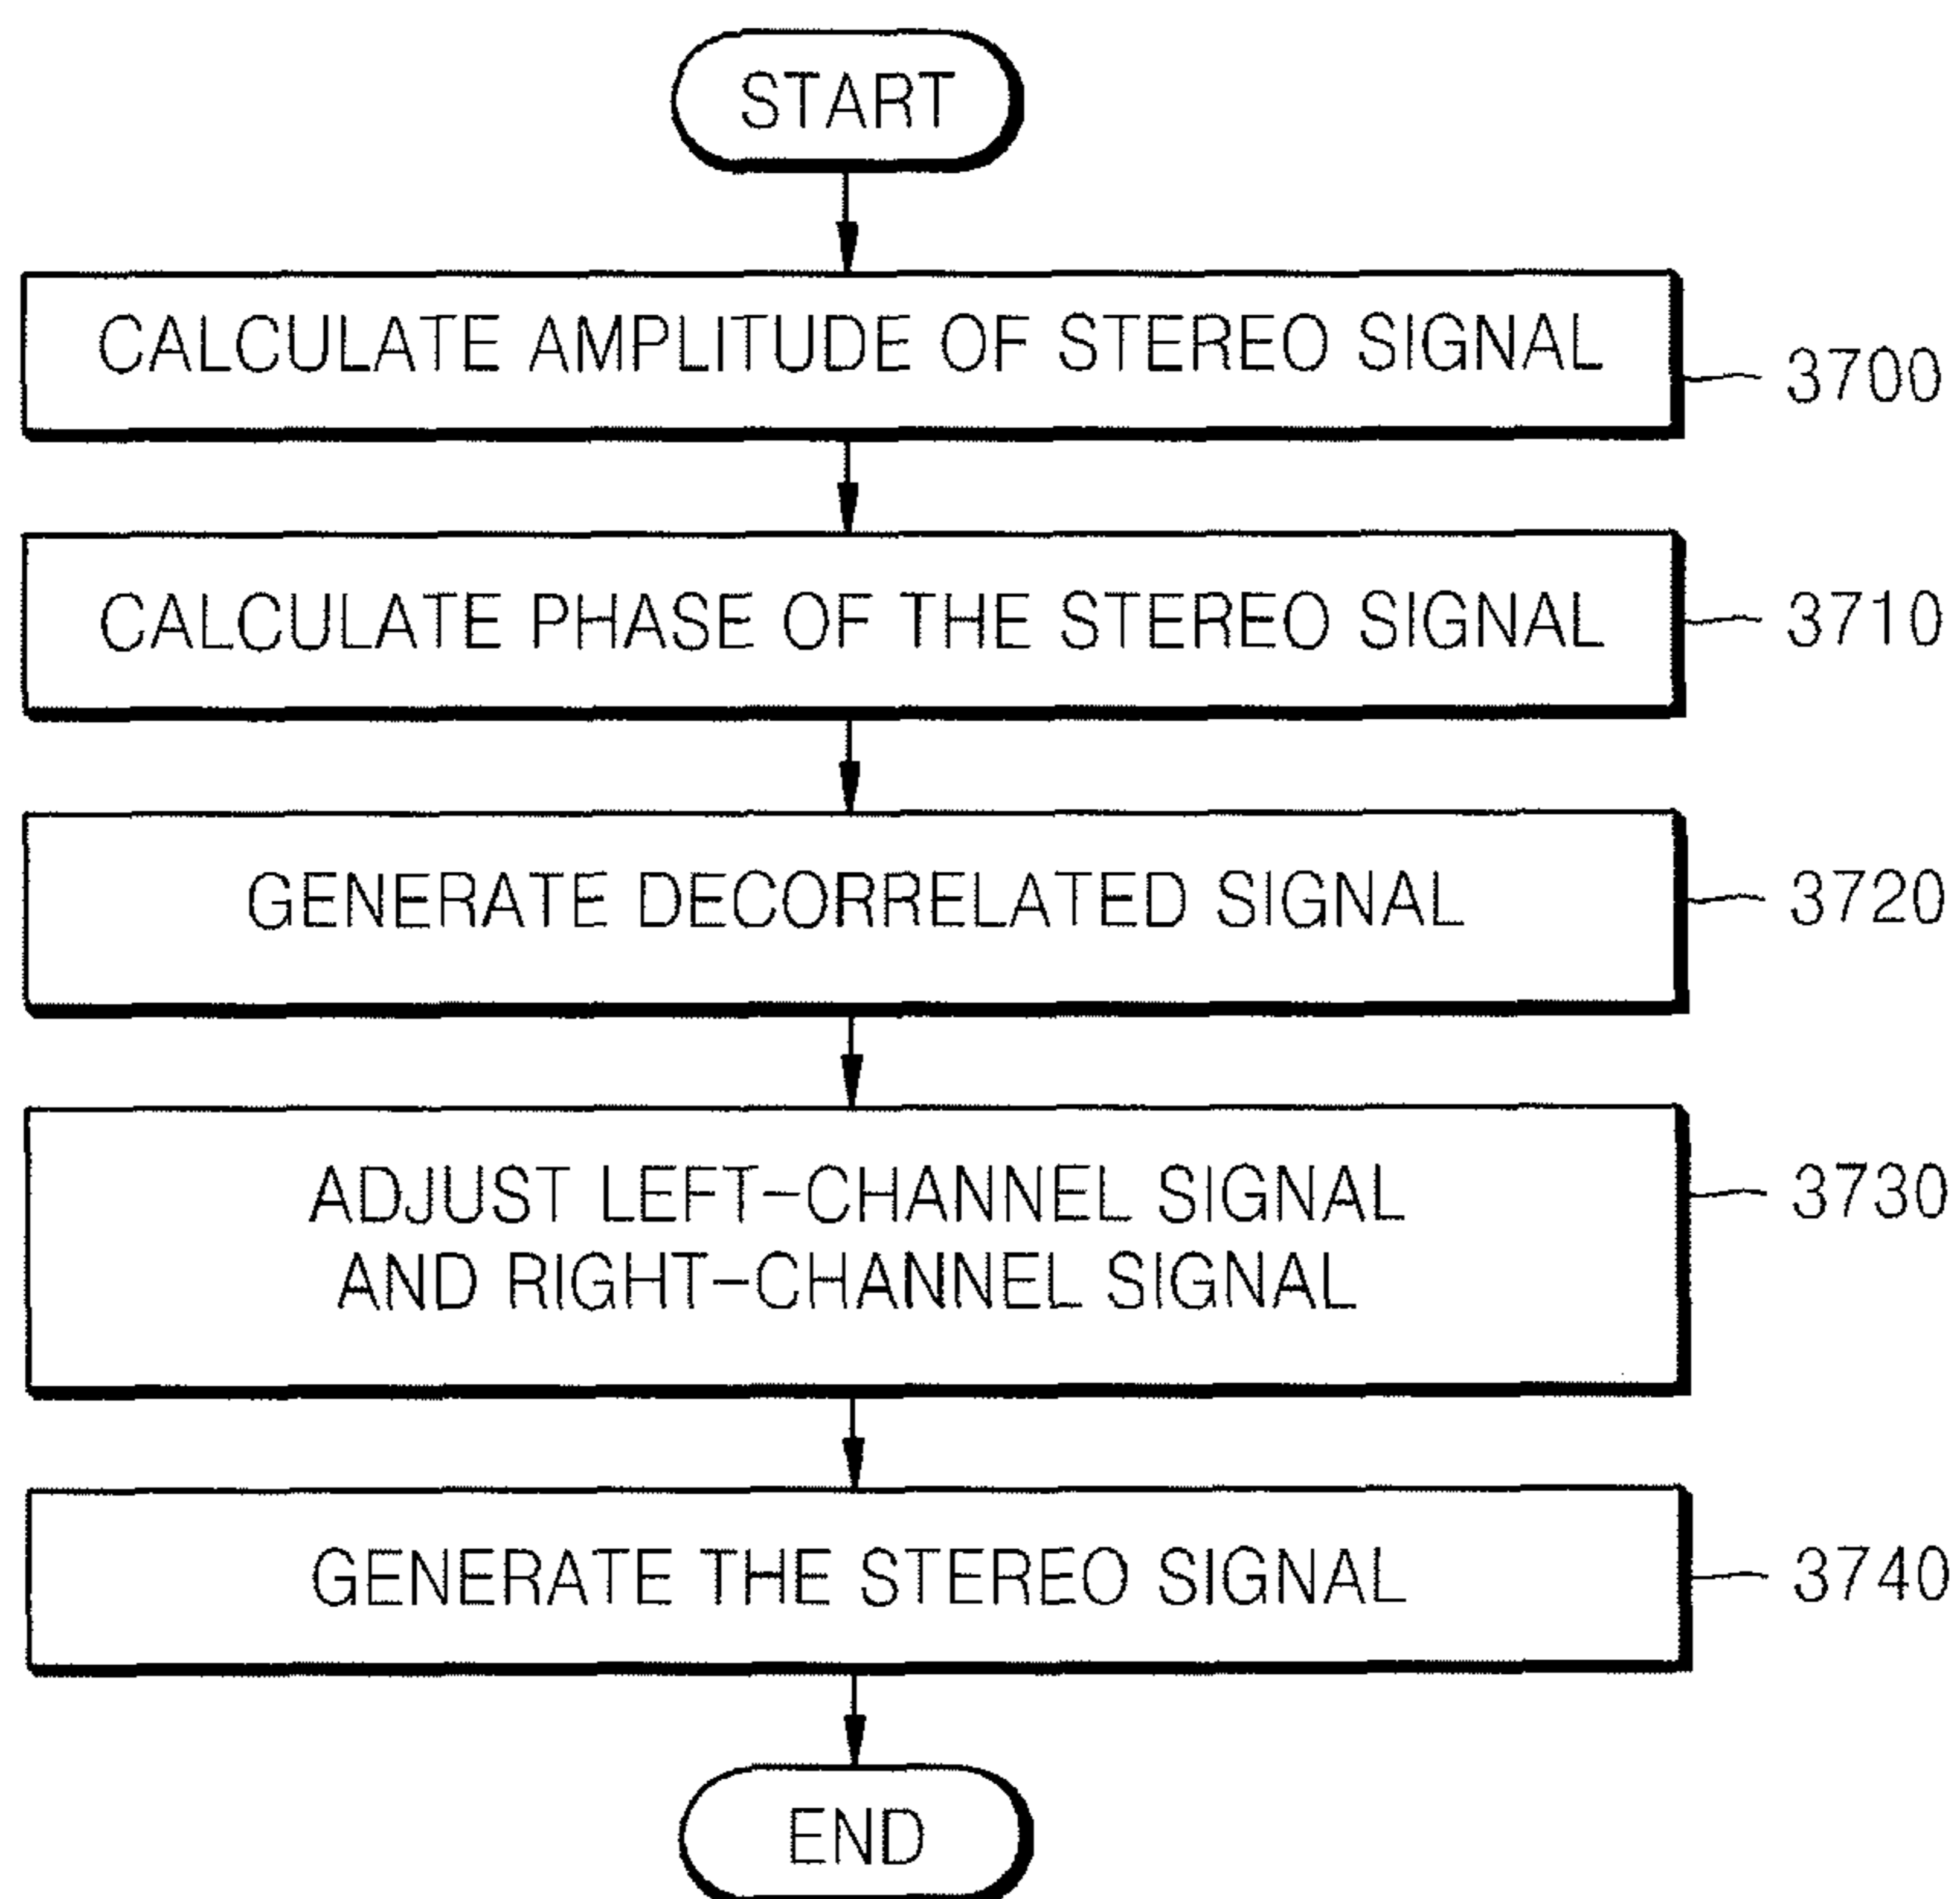 START
CALCULATE AMPLITUDE OF STEREO SIGNAL
3700
CALCULATE PHASE OF THE STEREO SIGNAL
3710
GENERATE DECORRELATED SIGNAL
3720
ADJUST LEFT-CHANNEL SIGNAL
AND RIGHT-CHANNEL SIGNAL
3730
GENERATE THE STEREO SIGNAL
3740
END